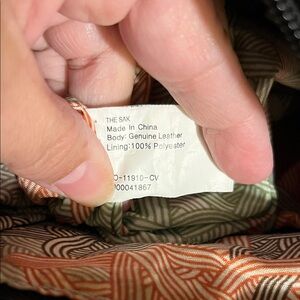 THE SAK
Made In China
Body: Genuine Leather
Lining:100% Polyester
O-11910-CV
000041867